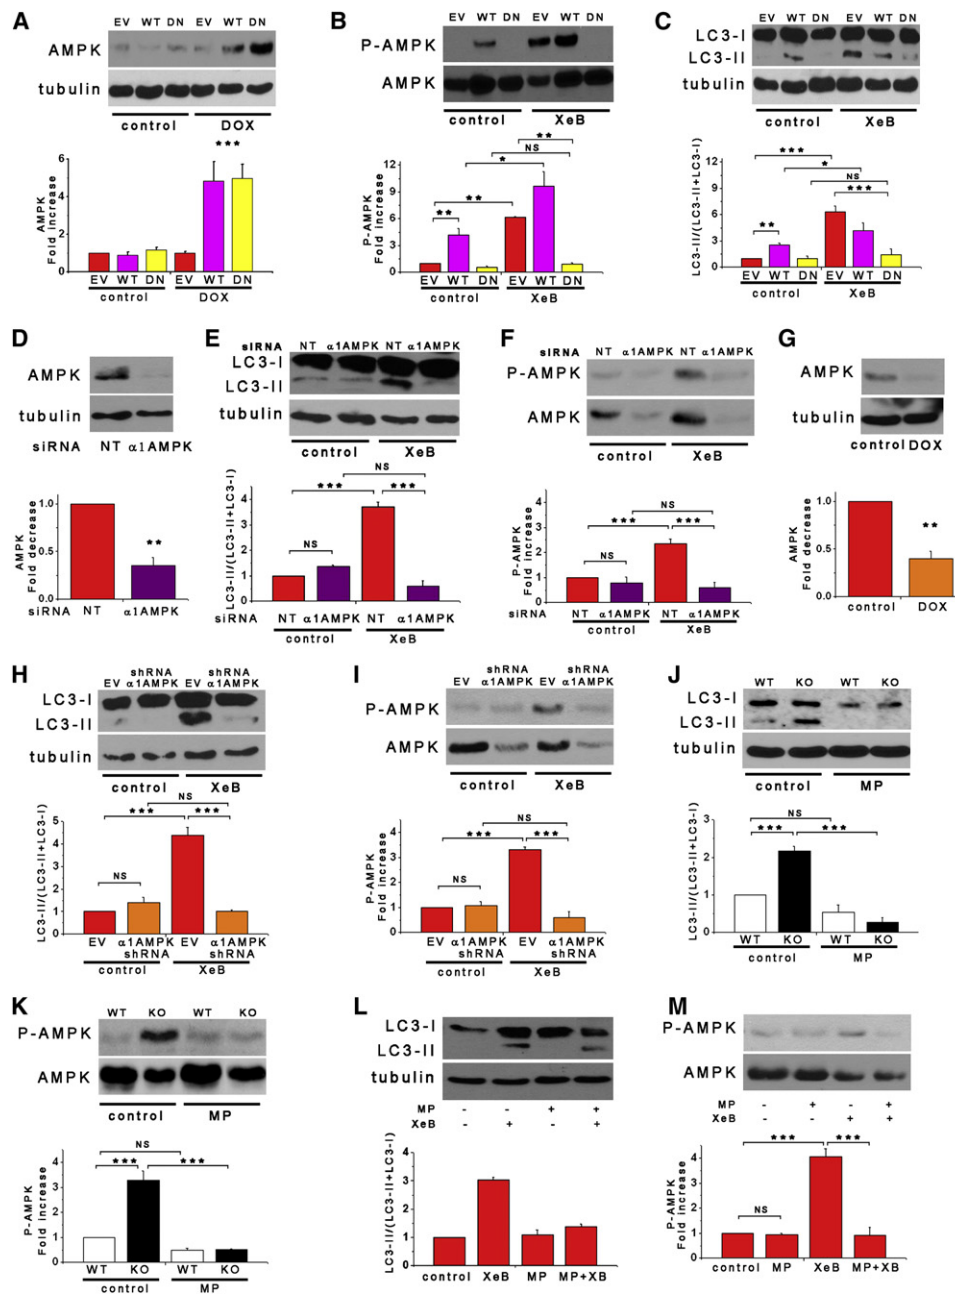 A
EV WT DN EV WT DN
AMPK
tubulin
control DOX
***
AMPK
Fold increase
6
4
2
0
EV WT DN EV WT DN
control DOX
B
EV WT DN EV WT DN
P-AMPK
AMPK
control XeB
**
NS
*
**
**
P-AMPK
Fold increase
12
9
6
3
0
EV WT DN EV WT DN
control XeB
C
EV WT DN EV WT DN
LC3-I
LC3-II
tubulin
control XeB
***
*
NS
***
**
LC3-II/(LC3-II+LC3-I)
12
9
6
3
0
EV WT DN EV WT DN
control XeB
D
AMPK
tubulin
siRNA NT α1AMPK
AMPK
Fold decrease
1.0
0.5
0.0
**
siRNA NT α1AMPK
E
siRNA NT α1AMPK NT α1AMPK
LC3-I
LC3-II
tubulin
control XeB
NS
*** ***
NS
LC3-II/(LC3-II+LC3-I)
4
3
2
1
0
siRNA NT α1AMPK NT α1AMPK
control XeB
F
siRNA NT α1AMPK NT α1AMPK
P-AMPK
AMPK
control XeB
NS
*** ***
NS
P-AMPK
Fold increase
4
3
2
1
0
siRNA NT α1AMPK NT α1AMPK
control XeB
G
AMPK
tubulin
control DOX
AMPK
Fold decrease
1.0
0.5
0.0
**
control DOX
H
shRNA shRNA
EV α1AMPK EV α1AMPK
LC3-I
LC3-II
tubulin
control XeB
NS
*** ***
NS
LC3-II/(LC3-II+LC3-I)
5
4
3
2
1
0
EV α1AMPK EV α1AMPK
shRNA shRNA
control XeB
I
shRNA shRNA
EV α1AMPK EV α1AMPK
P-AMPK
AMPK
control XeB
NS
*** ***
NS
P-AMPK
Fold increase
4
3
2
1
0
EV α1AMPK EV α1AMPK
shRNA shRNA
control XeB
J
WT KO WT KO
LC3-I
LC3-II
tubulin
control MP
NS
*** ***
LC3-II/(LC3-II+LC3-I)
3
2
1
0
WT KO WT KO
control MP
K
WT KO WT KO
P-AMPK
AMPK
control MP
NS
*** ***
P-AMPK
Fold increase
4
3
2
1
0
WT KO WT KO
control MP
L
LC3-I
LC3-II
tubulin
MP - - + +
XeB - + - +
LC3-II/(LC3-II+LC3-I)
4
3
2
1
0
control XeB MP MP+XB
M
P-AMPK
AMPK
MP - + - +
XeB - - + +
*** ***
NS
P-AMPK
Fold increase
4
3
2
1
0
control MP XeB MP+XB